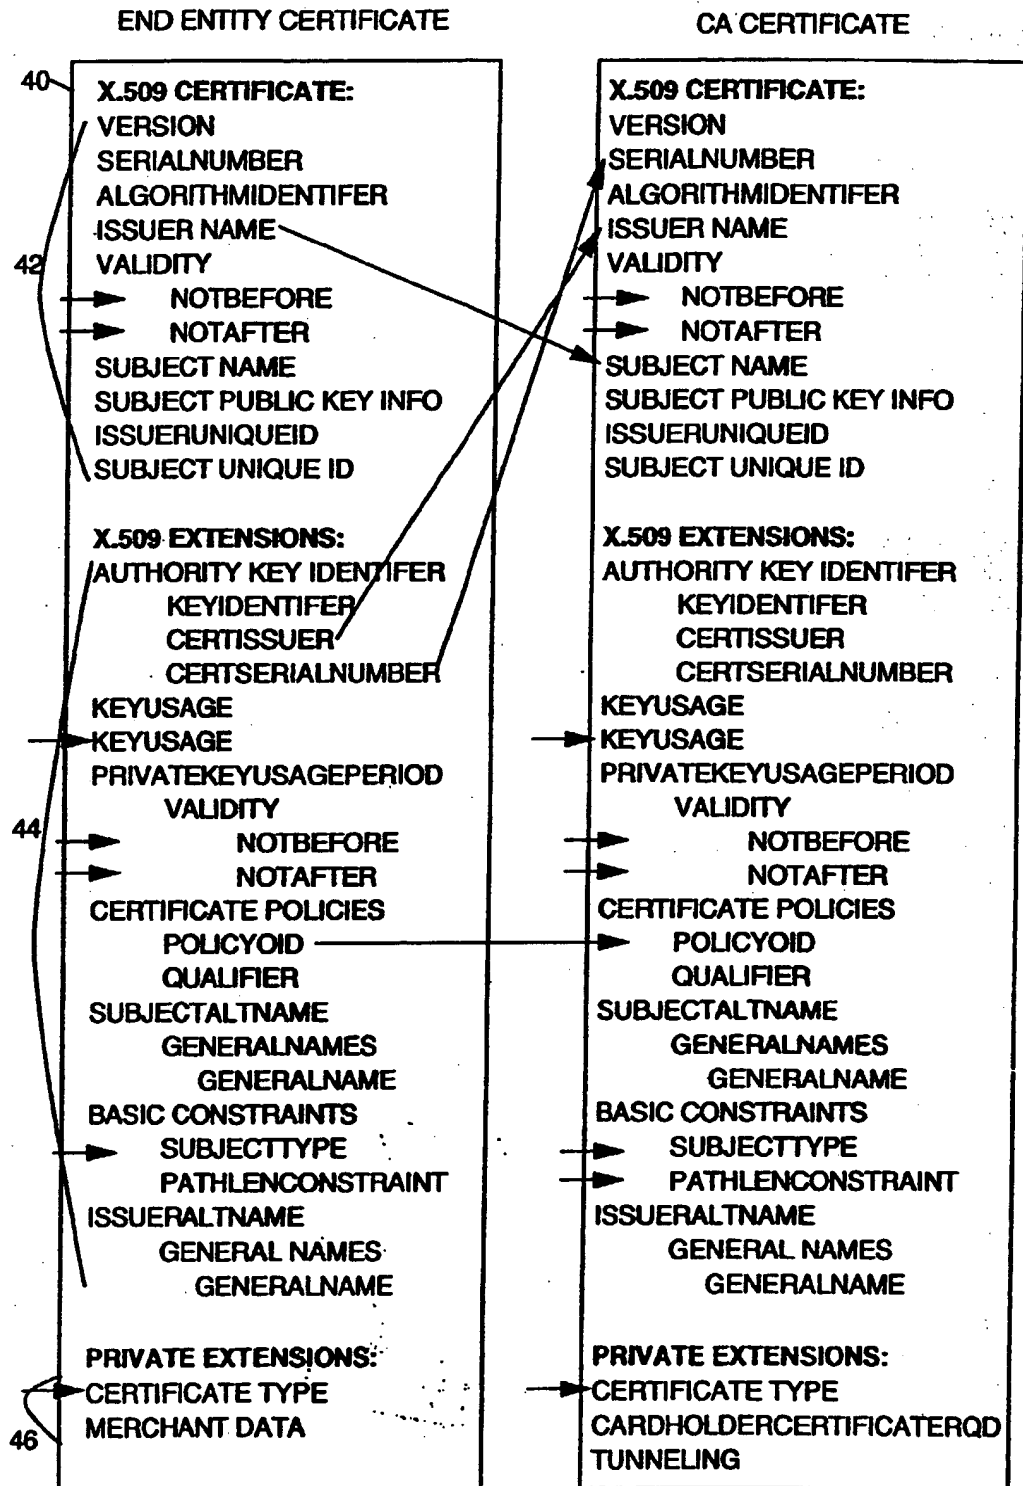 END ENTITY CERTIFICATE
40
X.509 CERTIFICATE:
VERSION
SERIALNUMBER
ALGORITHMIDENTIFER
ISSUER NAME
42
VALIDITY
NOTBEFORE
NOTAFTER
SUBJECT NAME
SUBJECT PUBLIC KEY INFO
ISSUERUNIQUEID
SUBJECT UNIQUE ID
X.509 EXTENSIONS:
AUTHORITY KEY IDENTIFER
KEYIDENTIFER
CERTISSUER
CERTSERIALNUMBER
KEYUSAGE
KEYUSAGE
PRIVATEKEYUSAGEPERIOD
VALIDITY
44
NOTBEFORE
NOTAFTER
CERTIFICATE POLICIES
POLICYOID
QUALIFIER
SUBJECTALTNAME
GENERALNAMES
GENERALNAME
BASIC CONSTRAINTS
SUBJECTTYPE
PATHLENCONSTRAINT
ISSUERALTNAME
GENERAL NAMES
GENERALNAME
PRIVATE EXTENSIONS:
CERTIFICATE TYPE
MERCHANT DATA
46
CA CERTIFICATE
X.509 CERTIFICATE:
VERSION
SERIALNUMBER
ALGORITHMIDENTIFER
ISSUER NAME
VALIDITY
NOTBEFORE
NOTAFTER
SUBJECT NAME
SUBJECT PUBLIC KEY INFO
ISSUERUNIQUEID
SUBJECT UNIQUE ID
X.509 EXTENSIONS:
AUTHORITY KEY IDENTIFER
KEYIDENTIFER
CERTISSUER
CERTSERIALNUMBER
KEYUSAGE
KEYUSAGE
PRIVATEKEYUSAGEPERIOD
VALIDITY
NOTBEFORE
NOTAFTER
CERTIFICATE POLICIES
POLICYOID
QUALIFIER
SUBJECTALTNAME
GENERALNAMES
GENERALNAME
BASIC CONSTRAINTS
SUBJECTTYPE
PATHLENCONSTRAINT
ISSUERALTNAME
GENERAL NAMES
GENERALNAME
PRIVATE EXTENSIONS:
CERTIFICATE TYPE
CARDHOLDERCERTIFICATERQD
TUNNELING